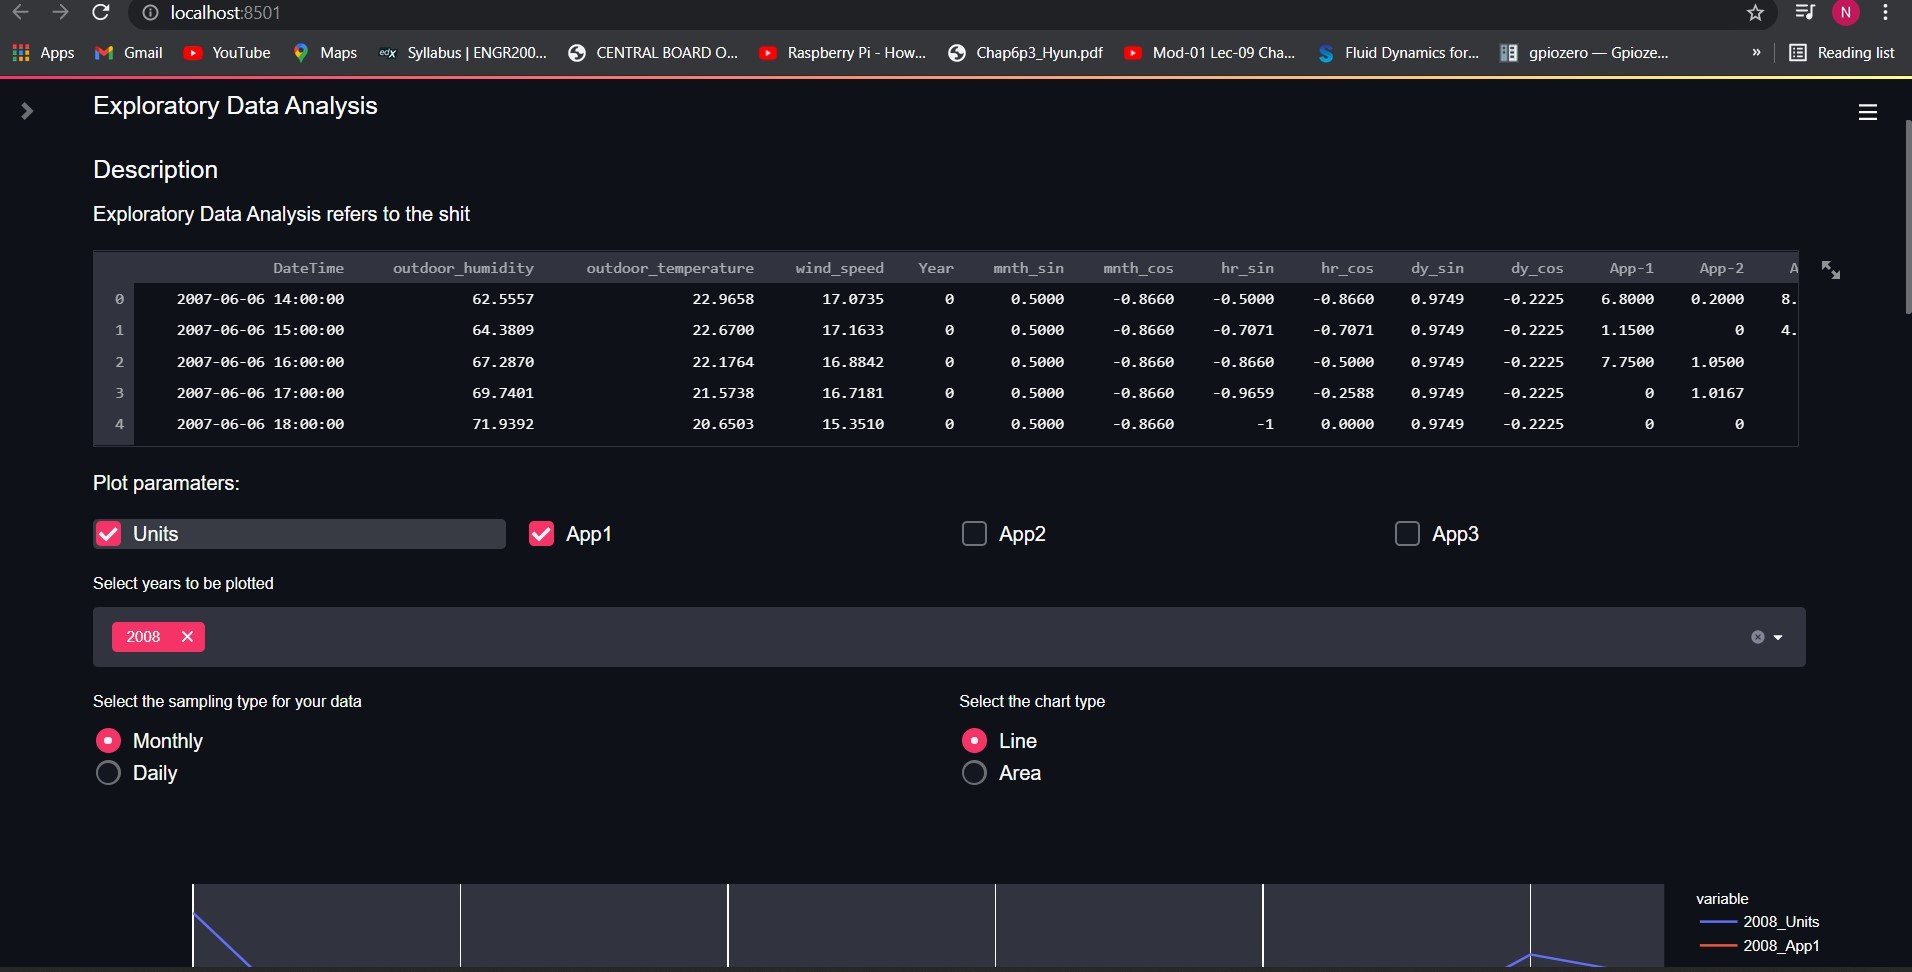 localhost:8501 N
Apps Gmail YouTube Maps edx Syllabus | ENGR200... CENTRAL BOARD O... Raspberry Pi - How... Chap6p3_Hyun.pdf Mod-01 Lec-09 Cha... Fluid Dynamics for... gpiozero — Gpioze... » Reading list
Exploratory Data Analysis
Description
Exploratory Data Analysis refers to the shit
DateTime outdoor_humidity outdoor_temperature wind_speed Year mnth_sin mnth_cos hr_sin hr_cos dy_sin dy_cos App-1 App-2 A
0 2007-06-06 14:00:00 62.5557 22.9658 17.0735 0 0.5000 -0.8660 -0.5000 -0.8660 0.9749 -0.2225 6.8000 0.2000 8.
1 2007-06-06 15:00:00 64.3809 22.6700 17.1633 0 0.5000 -0.8660 -0.7071 -0.7071 0.9749 -0.2225 1.1500 0 4.
2 2007-06-06 16:00:00 67.2870 22.1764 16.8842 0 0.5000 -0.8660 -0.8660 -0.5000 0.9749 -0.2225 7.7500 1.0500
3 2007-06-06 17:00:00 69.7401 21.5738 16.7181 0 0.5000 -0.8660 -0.9659 -0.2588 0.9749 -0.2225 0 1.0167
4 2007-06-06 18:00:00 71.9392 20.6503 15.3510 0 0.5000 -0.8660 -1 0.0000 0.9749 -0.2225 0 0
Plot paramaters:
Units App1 App2 App3
Select years to be plotted
2008
Select the sampling type for your data Select the chart type
Monthly Line
Daily Area
variable
2008_Units
2008_App1